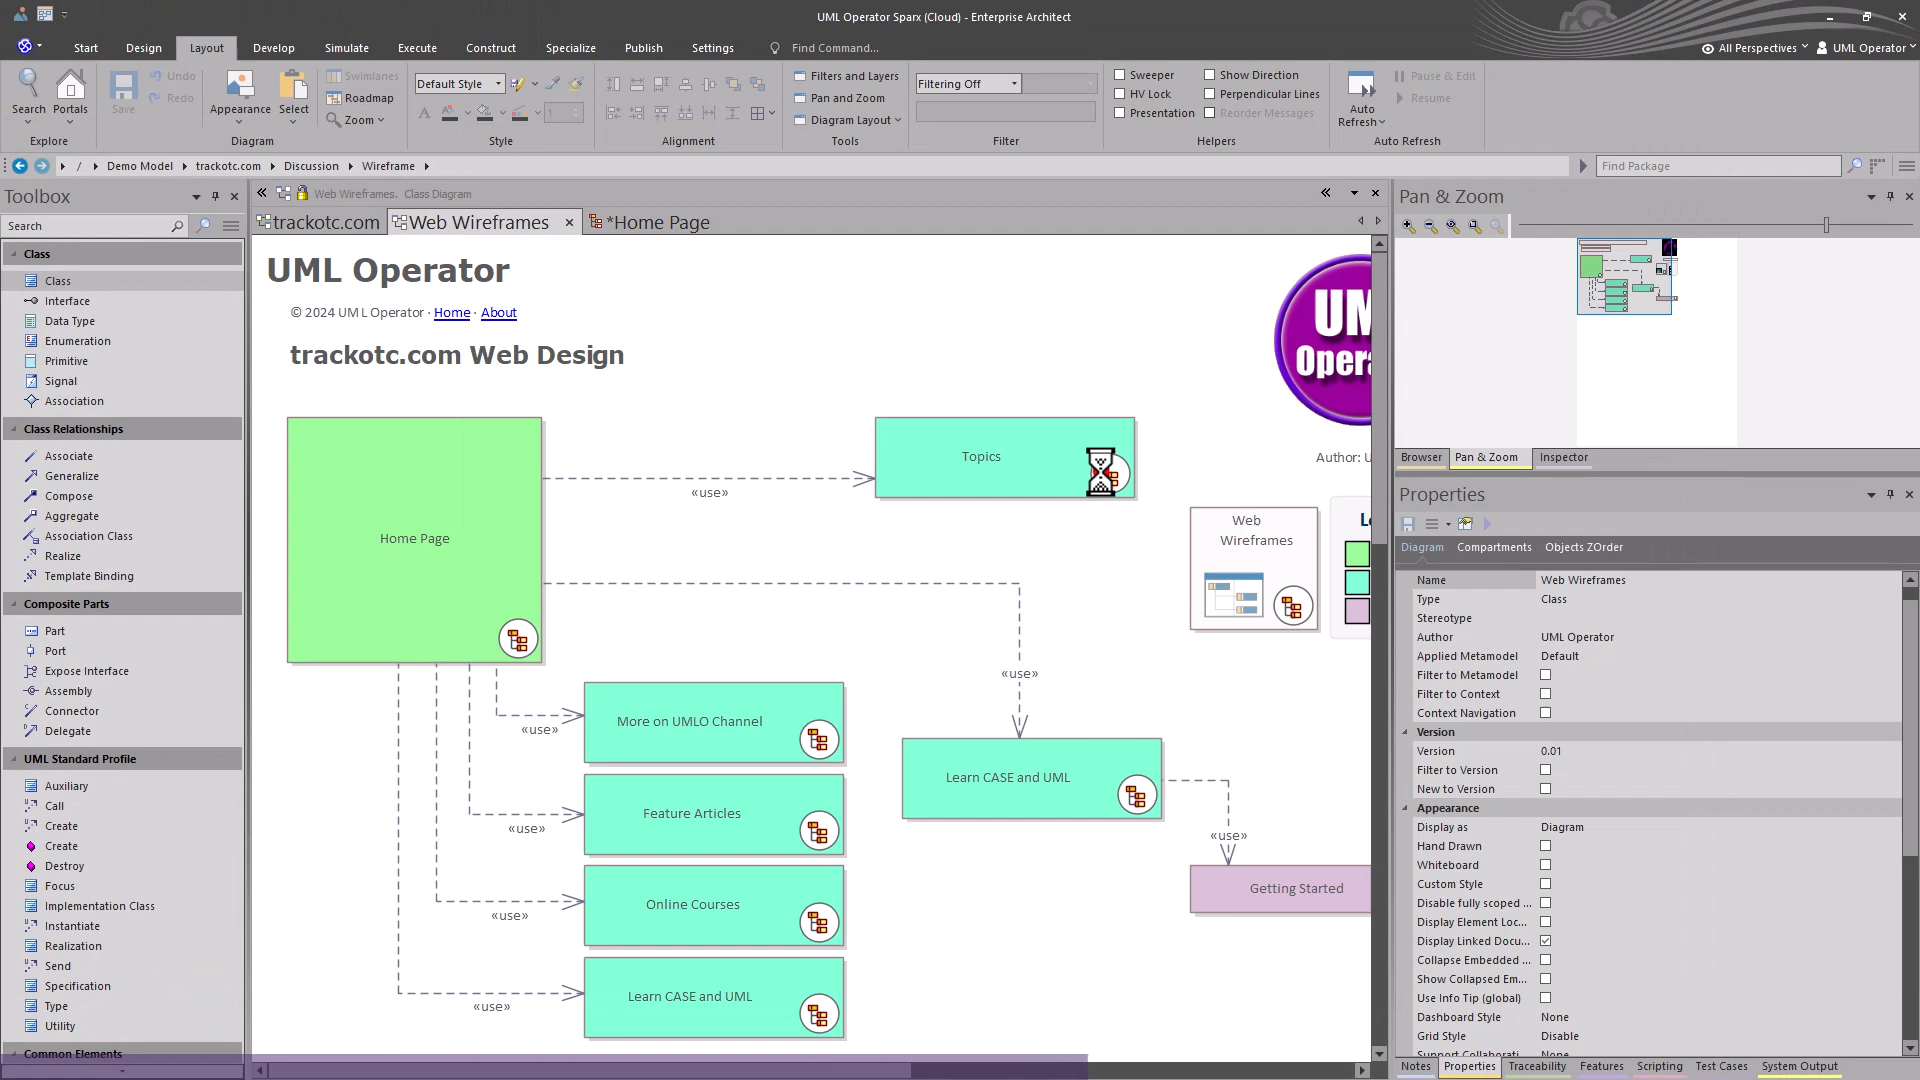 UML Operator Sparx (Cloud) - Enterprise Architect
Start Design Layout Develop Simulate Execute Construct Specialize Publish Settings Find Command... All Perspectives UML Operator
Search Portals Save Undo Redo Appearance Select Swimlanes Roadmap Zoom
Default Style 1
Filters and Layers
Pan and Zoom
Diagram Layout
Filtering Off
Sweeper Show Direction
HV Lock Perpendicular Lines
Presentation Reorder Messages
Auto Refresh
Pause & Edit
Resume
Explore Diagram Style Alignment Tools Filter Helpers Auto Refresh
/ Demo Model trackotc.com Discussion Wireframe Find Package
Toolbox
Search
Class
Class
Interface
Data Type
Enumeration
Primitive
Signal
Association
Class Relationships
Associate
Generalize
Compose
Aggregate
Association Class
Realize
Template Binding
Composite Parts
Part
Port
Expose Interface
Assembly
Connector
Delegate
UML Standard Profile
Auxiliary
Call
Create
Create
Destroy
Focus
Implementation Class
Instantiate
Realization
Send
Specification
Type
Utility
Common Elements
Web Wireframes. Class Diagram
trackotc.com Web Wireframes *Home Page
UML Operator
© 2024 UML Operator · Home · About
trackotc.com Web Design
UM
Opera
Author: U
Home Page
«use»
Topics
Web
Wireframes
«use»
More on UMLO Channel
«use»
Learn CASE and UML
Feature Articles
«use»
«use»
Getting Started
Online Courses
«use»
Learn CASE and UML
«use»
Pan & Zoom
Browser Pan & Zoom Inspector
Properties
Diagram Compartments Objects ZOrder
Name Web Wireframes
Type Class
Stereotype
Author UML Operator
Applied Metamodel Default
Filter to Metamodel
Filter to Context
Context Navigation
Version
Version 0.01
Filter to Version
New to Version
Appearance
Display as Diagram
Hand Drawn
Whiteboard
Custom Style
Disable fully scoped ...
Display Element Loc...
Display Linked Docu...
Collapse Embedded ...
Show Collapsed Em...
Use Info Tip (global)
Dashboard Style None
Grid Style Disable
Support Collaborati... None
Notes Properties Traceability Features Scripting Test Cases System Output